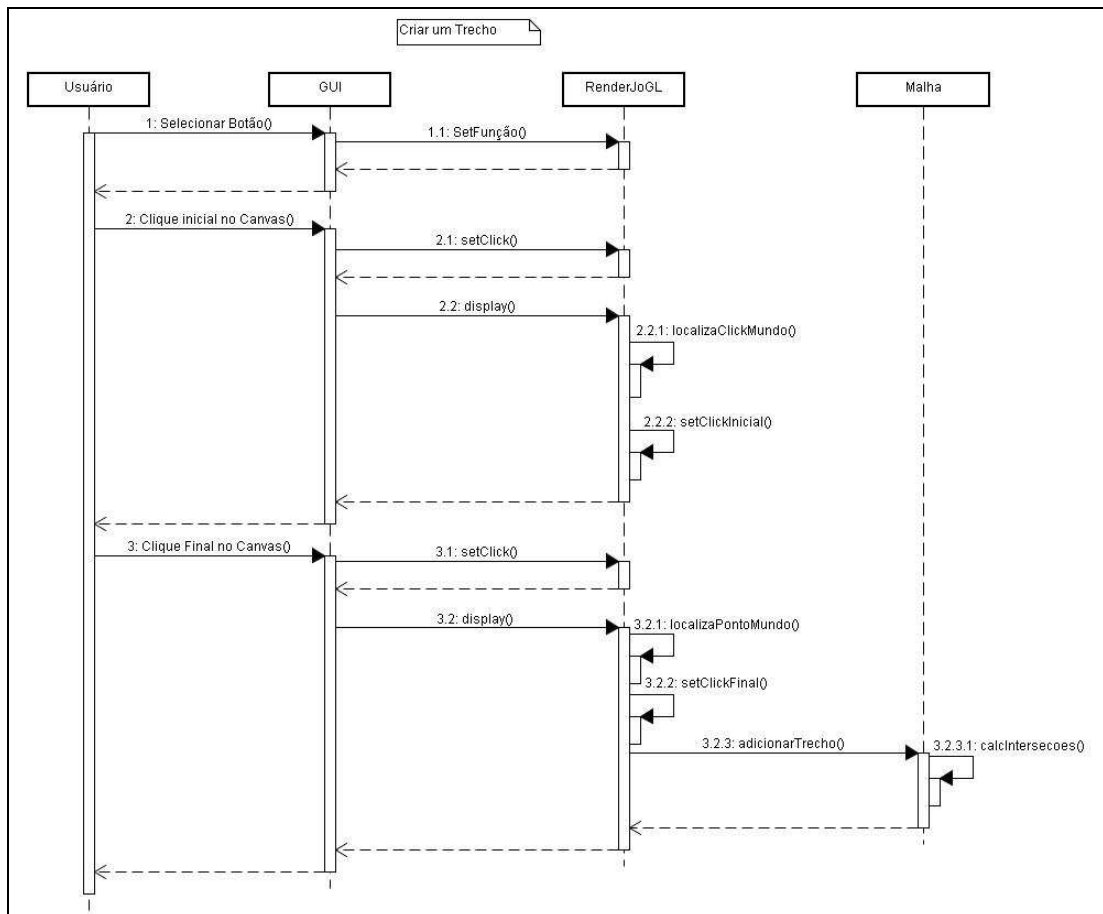 Criar um Trecho
Usuário
GUI
RenderJoGL
Malha
1: Selecionar Botão()
1.1: SetFunção()
2: Clique inicial no Canvas()
2.1: setClick()
2.2: display()
2.2.1: localizaClickMundo()
2.2.2: setClickInicial()
3: Clique Final no Canvas()
3.1: setClick()
3.2: display()
3.2.1: localizaPontoMundo()
3.2.2: setClickFinal()
3.2.3: adicionarTrecho()
3.2.3.1: calcIntersecoes()